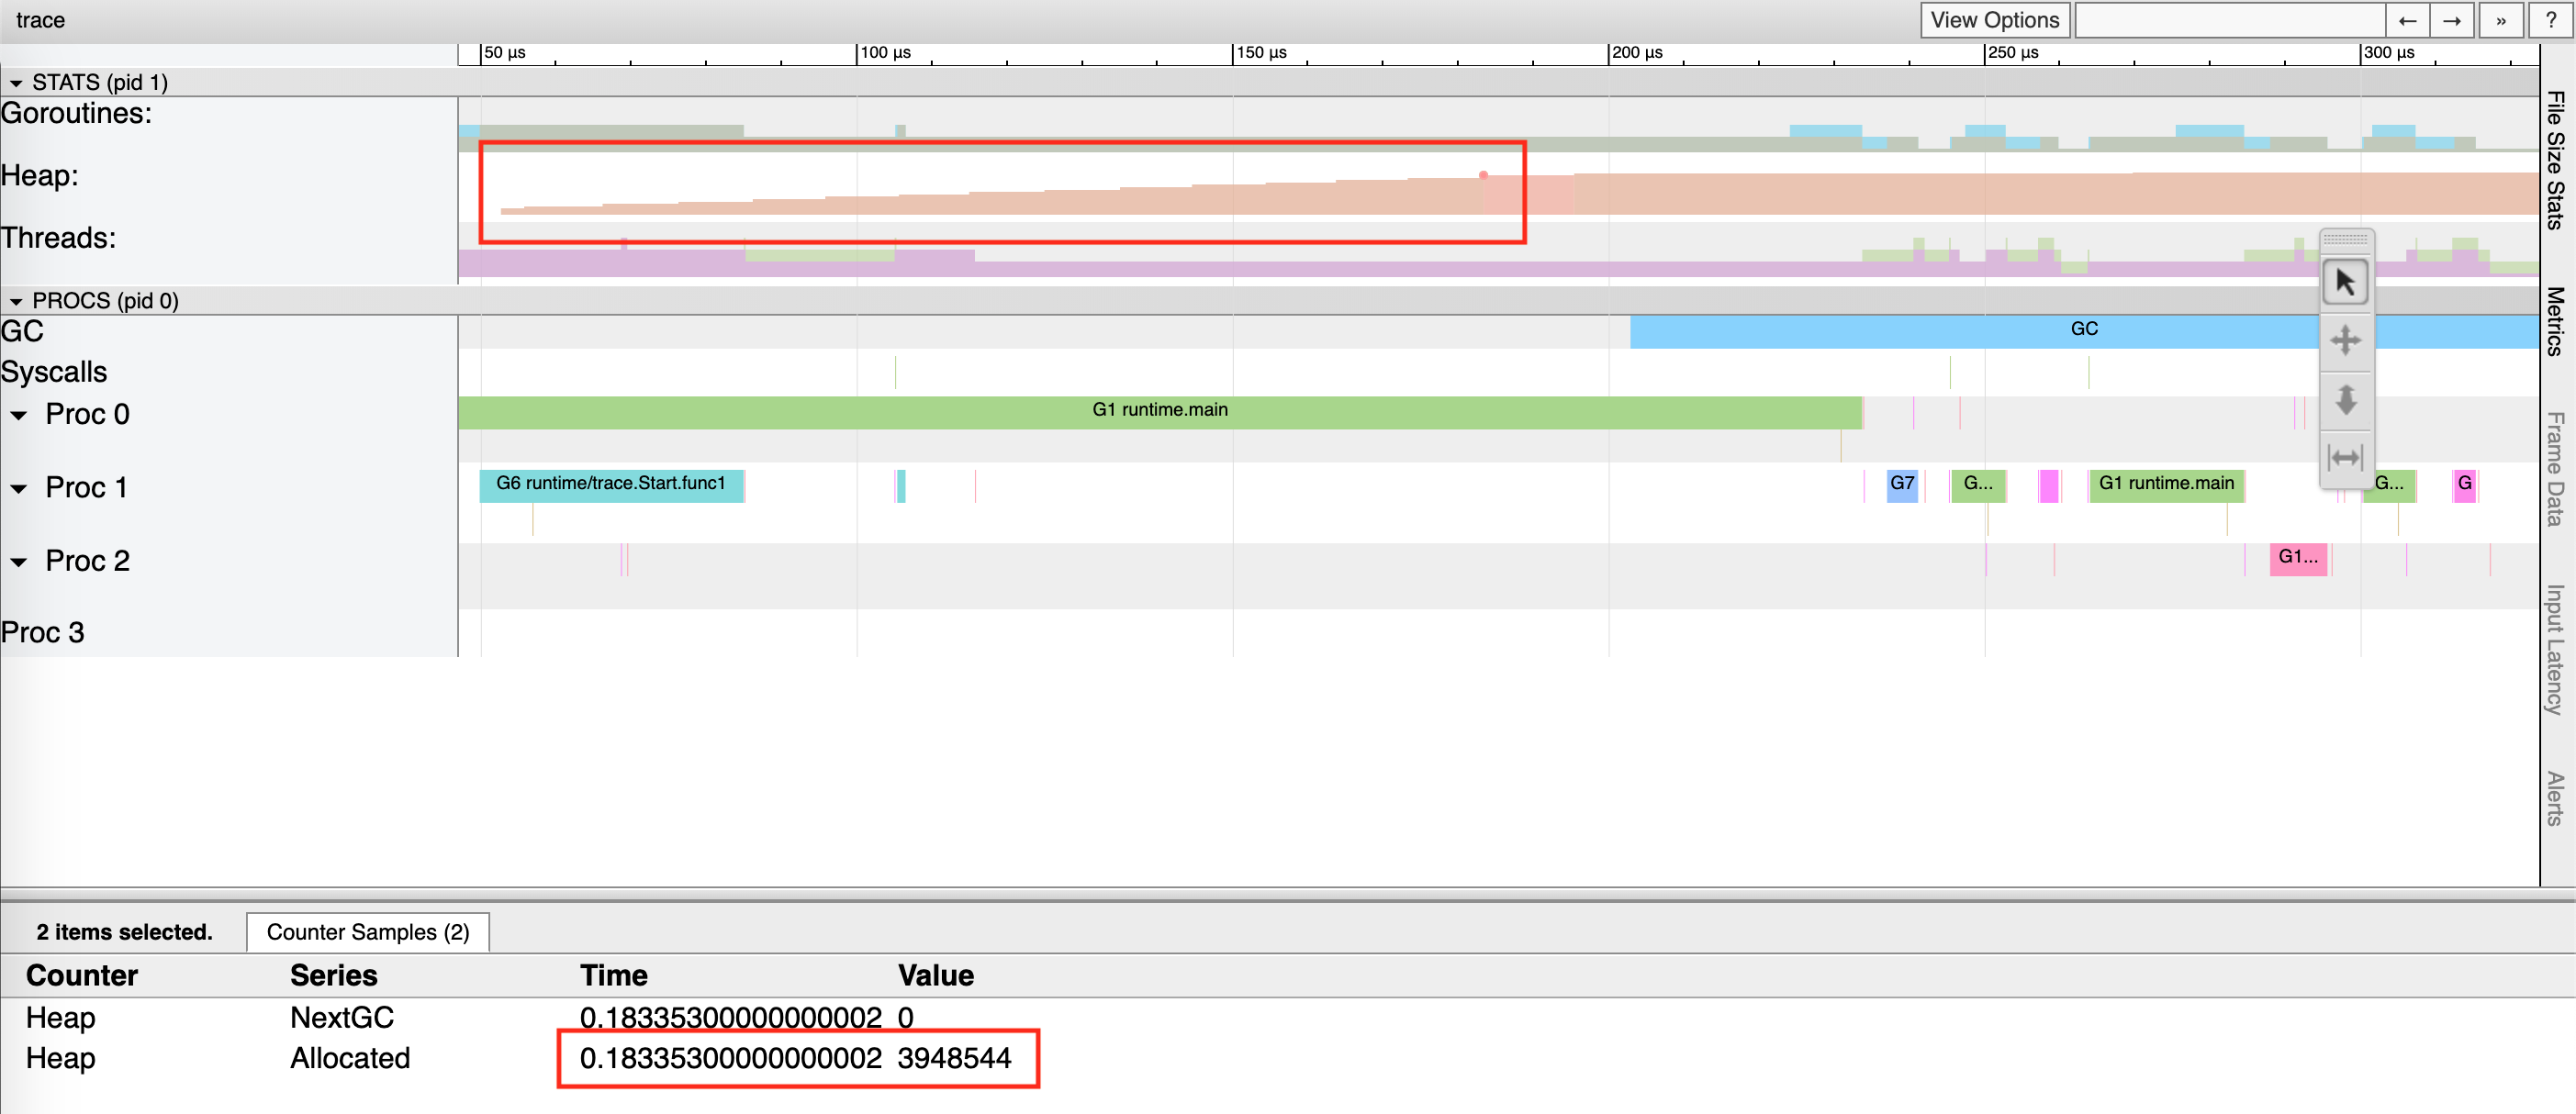 trace
View Options
← → » ?
50 µs 100 µs 150 µs 200 µs 250 µs 300 µs
STATS (pid 1)
Goroutines:
Heap:
Threads:
PROCS (pid 0)
GC
GC
Syscalls
Proc 0
G1 runtime.main
Proc 1
G6 runtime/trace.Start.func1
G7
G...
G1 runtime.main
G...
G
Proc 2
G1...
Proc 3
File Size Stats
Metrics
Frame Data
Input Latency
Alerts
2 items selected.
Counter Samples (2)
Counter Series Time Value
Heap NextGC 0.18335300000000002 0
Heap Allocated 0.18335300000000002 3948544